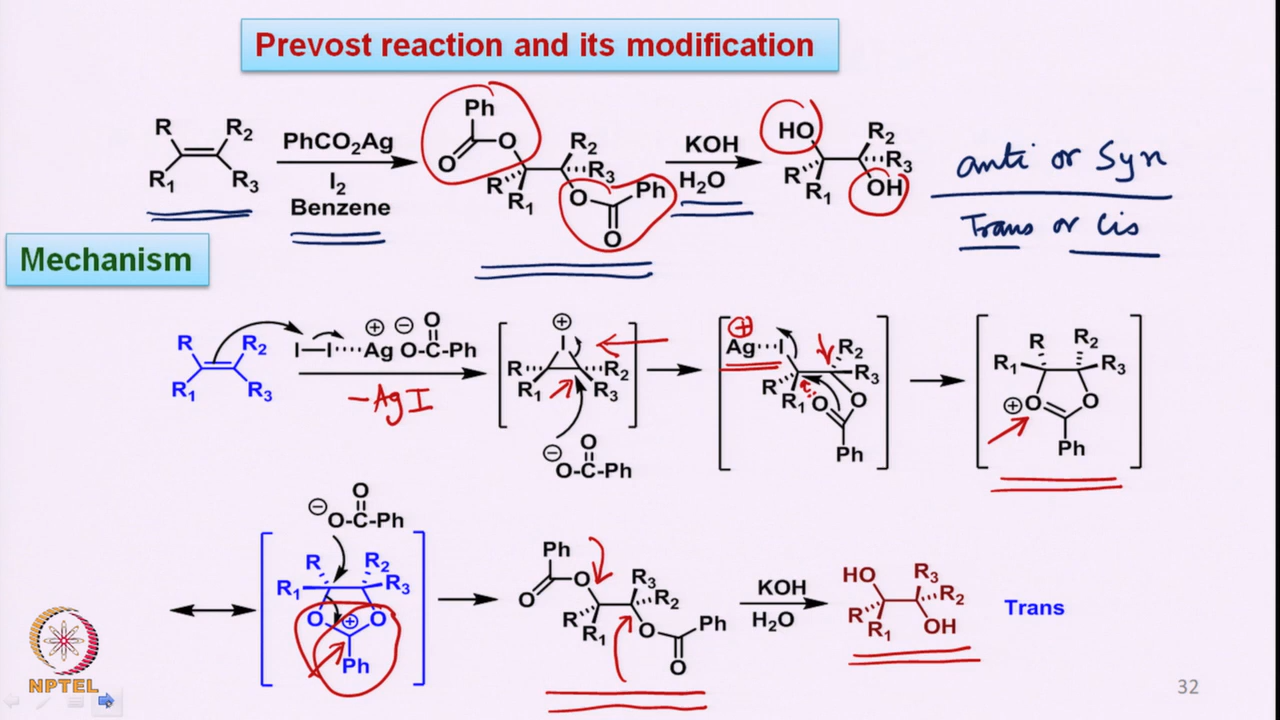 Prevost reaction and its modification
R R₂ R₁ R₃
PhCO₂Ag
I₂
Benzene
Ph O O R R₁ R₂ R₃ O Ph O
KOH
H₂O
HO R R₁ R₂ R₃ OH
anti or Syn
Trans or Cis
Mechanism
R R₂ R₁ R₃
I—I Ag ⊕ ⊖ O-C-Ph O
-AgI
⊕ I R R₁ R₂ R₃
⊖ O-C-Ph O
⊕ Ag I R R₁ R₂ R₃ O O Ph
R R₁ R₂ R₃ ⊕ O O Ph
⊖ O-C-Ph O
R R₁ R₂ R₃ O ⊕ O Ph
Ph O O R R₁ R₃ R₂ O Ph O
KOH
H₂O
HO R R₁ R₃ R₂ OH
Trans
NPTEL
32